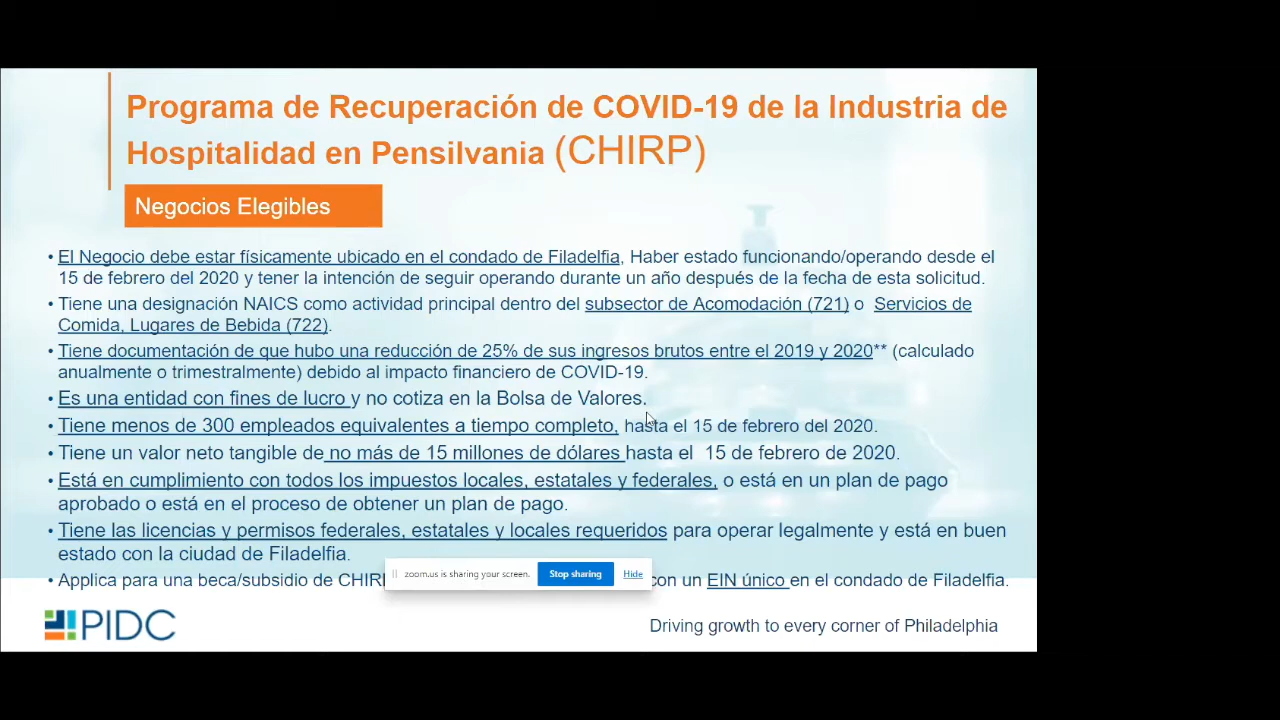 Programa de Recuperación de COVID-19 de la Industria de
Hospitalidad en Pensilvania (CHIRP)
Negocios Elegibles
• El Negocio debe estar físicamente ubicado en el condado de Filadelfia, Haber estado funcionando/operando desde el
15 de febrero del 2020 y tener la intención de seguir operando durante un año después de la fecha de esta solicitud.
• Tiene una designación NAICS como actividad principal dentro del subsector de Acomodación (721) o Servicios de
Comida, Lugares de Bebida (722).
• Tiene documentación de que hubo una reducción de 25% de sus ingresos brutos entre el 2019 y 2020** (calculado
anualmente o trimestralmente) debido al impacto financiero de COVID-19.
• Es una entidad con fines de lucro y no cotiza en la Bolsa de Valores.
• Tiene menos de 300 empleados equivalentes a tiempo completo, hasta el 15 de febrero del 2020.
• Tiene un valor neto tangible de no más de 15 millones de dólares hasta el 15 de febrero de 2020.
• Está en cumplimiento con todos los impuestos locales, estatales y federales, o está en un plan de pago
aprobado o está en el proceso de obtener un plan de pago.
• Tiene las licencias y permisos federales, estatales y locales requeridos para operar legalmente y está en buen
estado con la ciudad de Filadelfia.
zoom.us is sharing your screen. Stop sharing Hide
• Applica para una beca/subsidio de con un EIN único en el condado de Filadelfia.
PIDC
Driving growth to every corner of Philadelphia